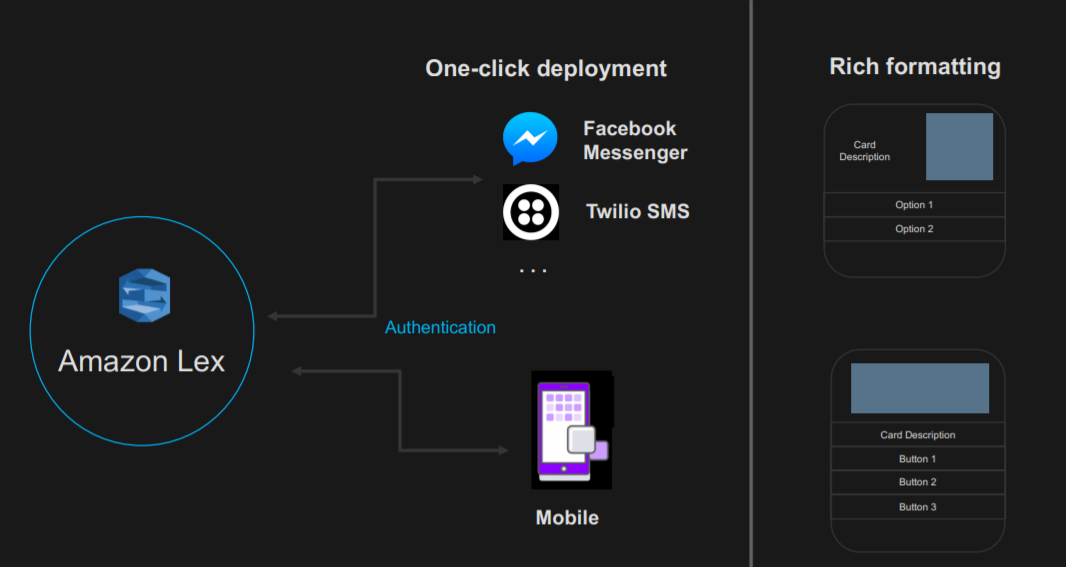 One-click deployment
Facebook
Messenger
Twilio SMS
...
Amazon Lex
Authentication
Mobile
Rich formatting
Card
Description
Option 1
Option 2
Card Description
Button 1
Button 2
Button 3